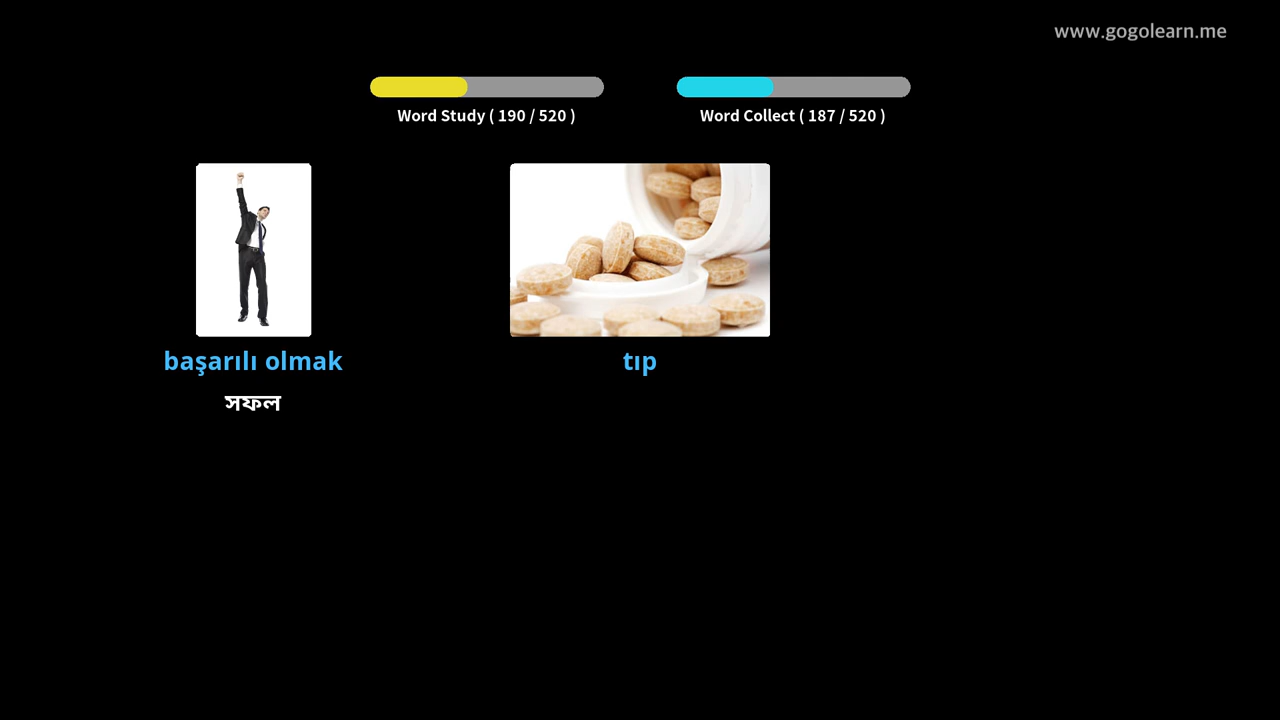 www.gogolearn.me
Word Study ( 190 / 520 )
Word Collect ( 187 / 520 )
başarılı olmak
tıp
সফল